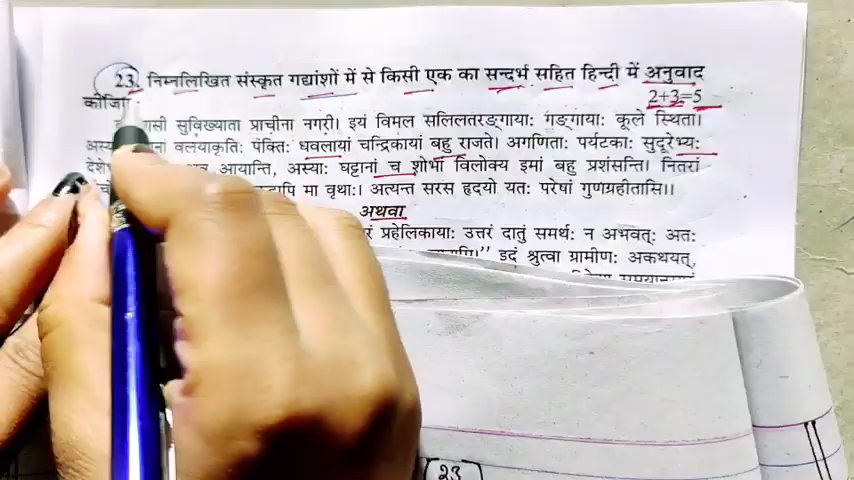 23. निम्नलिखित संस्कृत गद्यांशों में से किसी एक का सन्दर्भ सहित हिन्दी में अनुवाद
कीजिए 2+3=5
सुविख्याता प्राचीना नगरी। इयं विमल सलिलतरङ्गायाः गङ्गायाः कूले स्थिता।
वलयाकृतिः पंक्तिः धवलायां चन्द्रिकायां बहु राजते। अगणिताः पर्यटकाः सुदूरेभ्यः
आयान्ति, अस्याः घट्टानां च शोभां विलोक्य इमां बहु प्रशंसन्ति। नितरां
मा वृथाः। अत्यन्त सरस हृदयो यतः परेषां गुणग्रहीतासि।।
अथवा
प्रहेलिकायाः उत्तरं दातुं समर्थः न अभवत्, अतः
इदं श्रुत्वा ग्रामीणः अकथयत्,
23